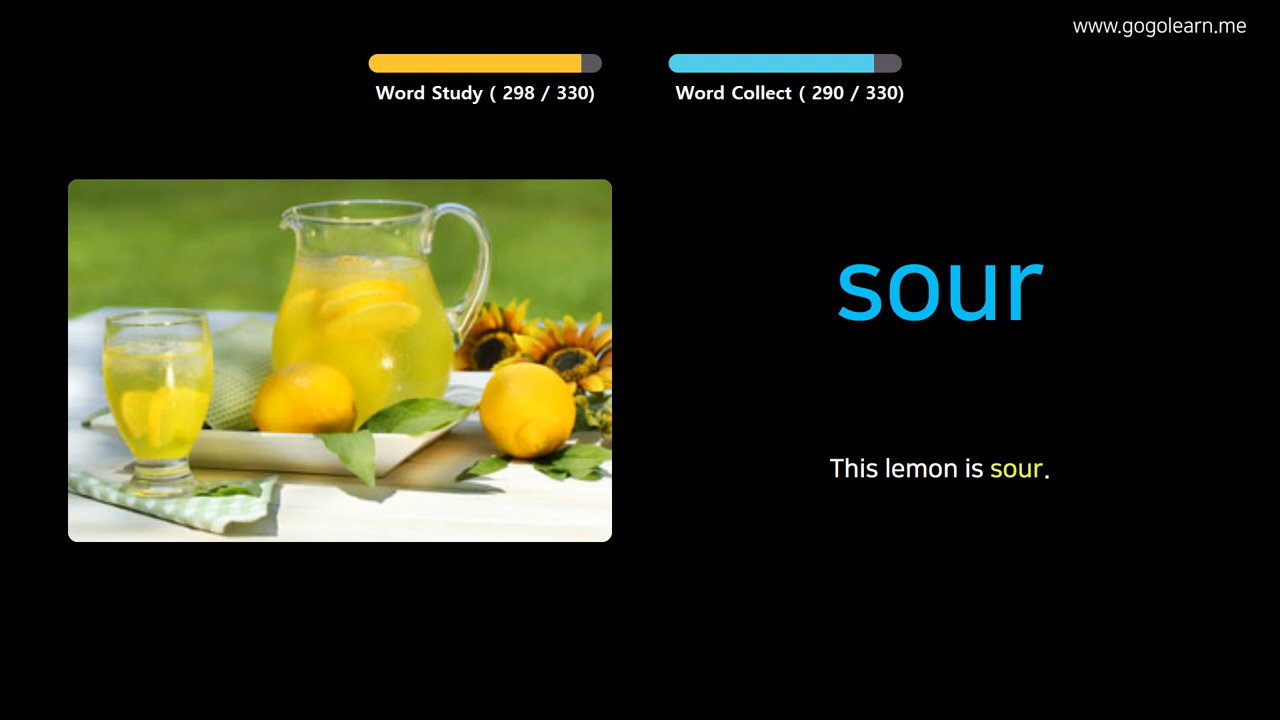 www.gogolearn.me
Word Study ( 298 / 330)
Word Collect ( 290 / 330)
sour
This lemon is sour.